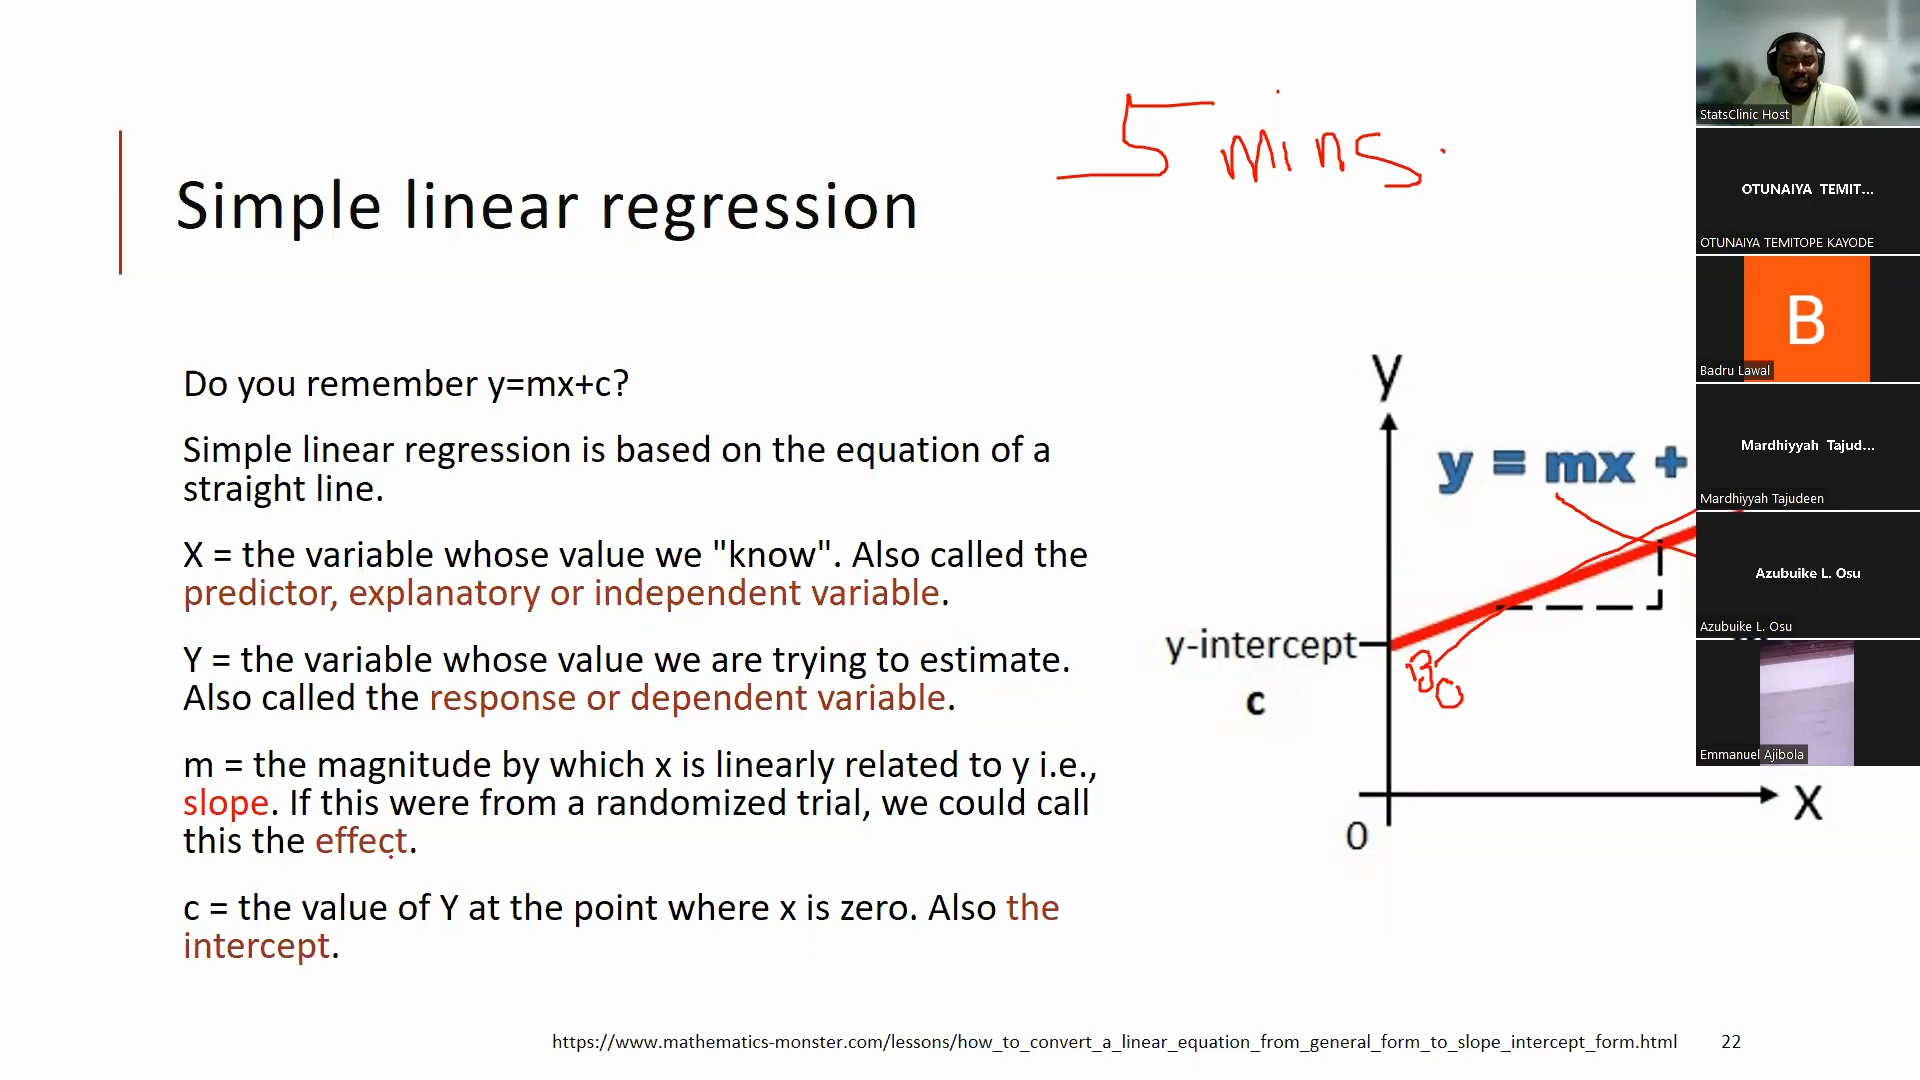 5 mins.
Simple linear regression
Do you remember y=mx+c?
Simple linear regression is based on the equation of a
straight line.
X = the variable whose value we "know". Also called the
predictor, explanatory or independent variable.
Y = the variable whose value we are trying to estimate.
Also called the response or dependent variable.
m = the magnitude by which x is linearly related to y i.e.,
slope. If this were from a randomized trial, we could call
this the effect.
c = the value of Y at the point where x is zero. Also the
intercept.
y
y = mx +
y-intercept
c
BO
0
X
https://www.mathematics-monster.com/lessons/how_to_convert_a_linear_equation_from_general_form_to_slope_intercept_form.html
22
StatsClinic Host
OTUNAIYA TEMIT...
OTUNAIYA TEMITOPE KAYODE
B
Badru Lawal
Mardhiyyah Tajud...
Mardhiyyah Tajudeen
Azubuike L. Osu
Azubuike L. Osu
Emmanuel Ajibola